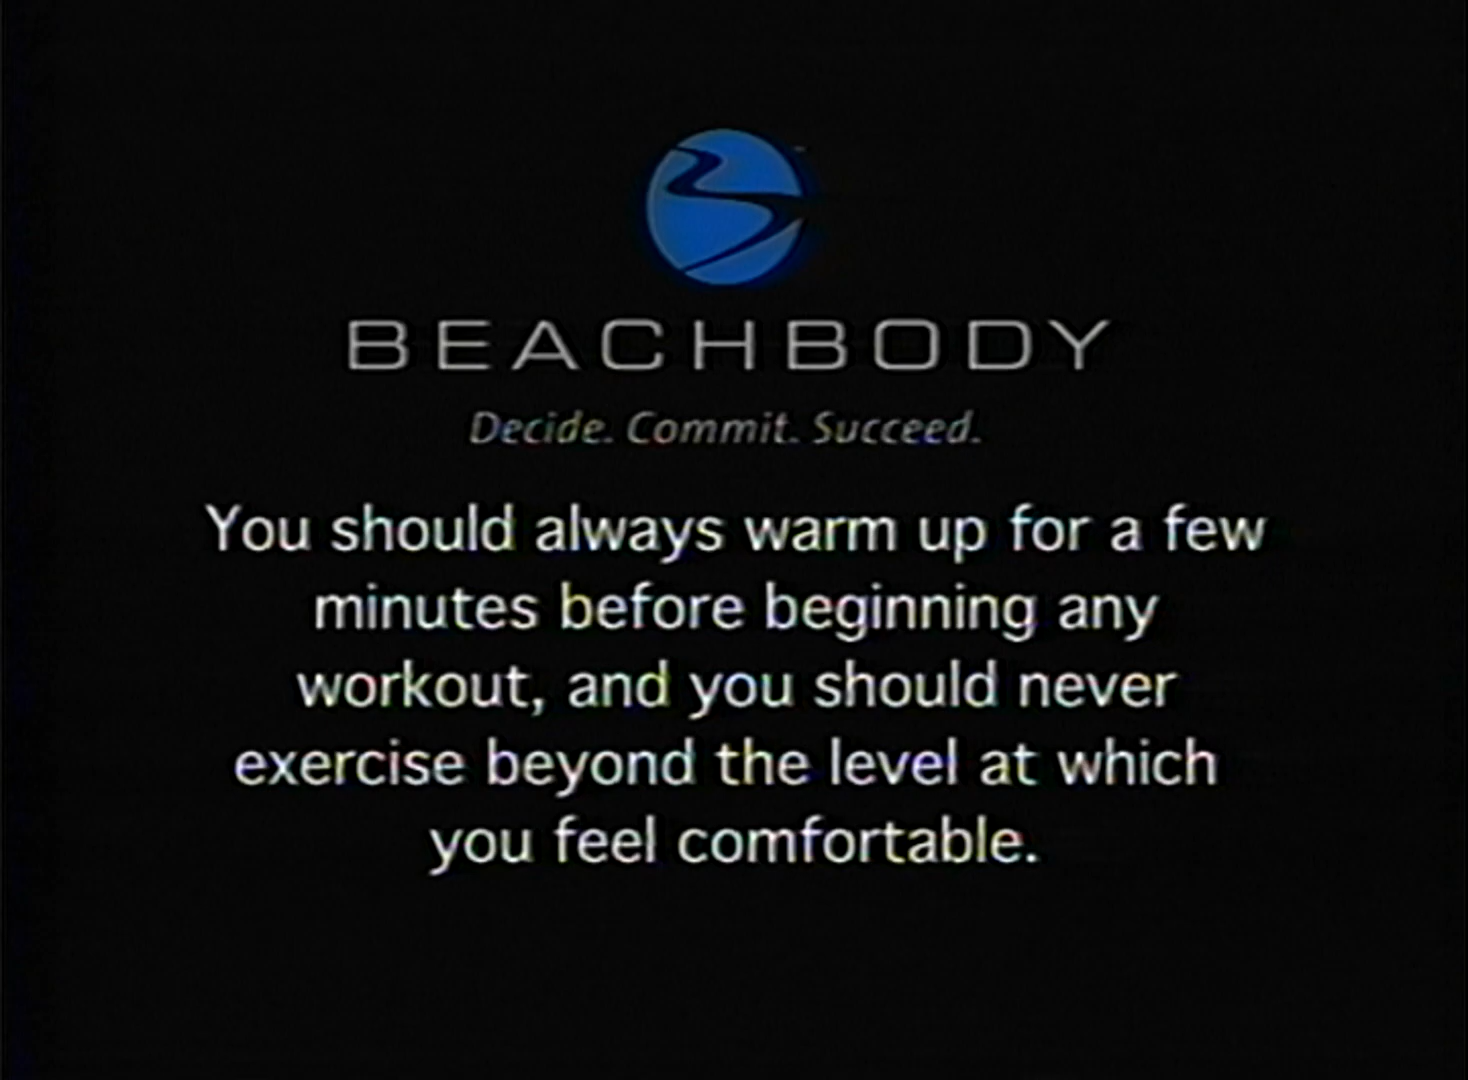 BEACHBODY
Decide. Commit. Succeed.
You should always warm up for a few
minutes before beginning any
workout, and you should never
exercise beyond the level at which
you feel comfortable.